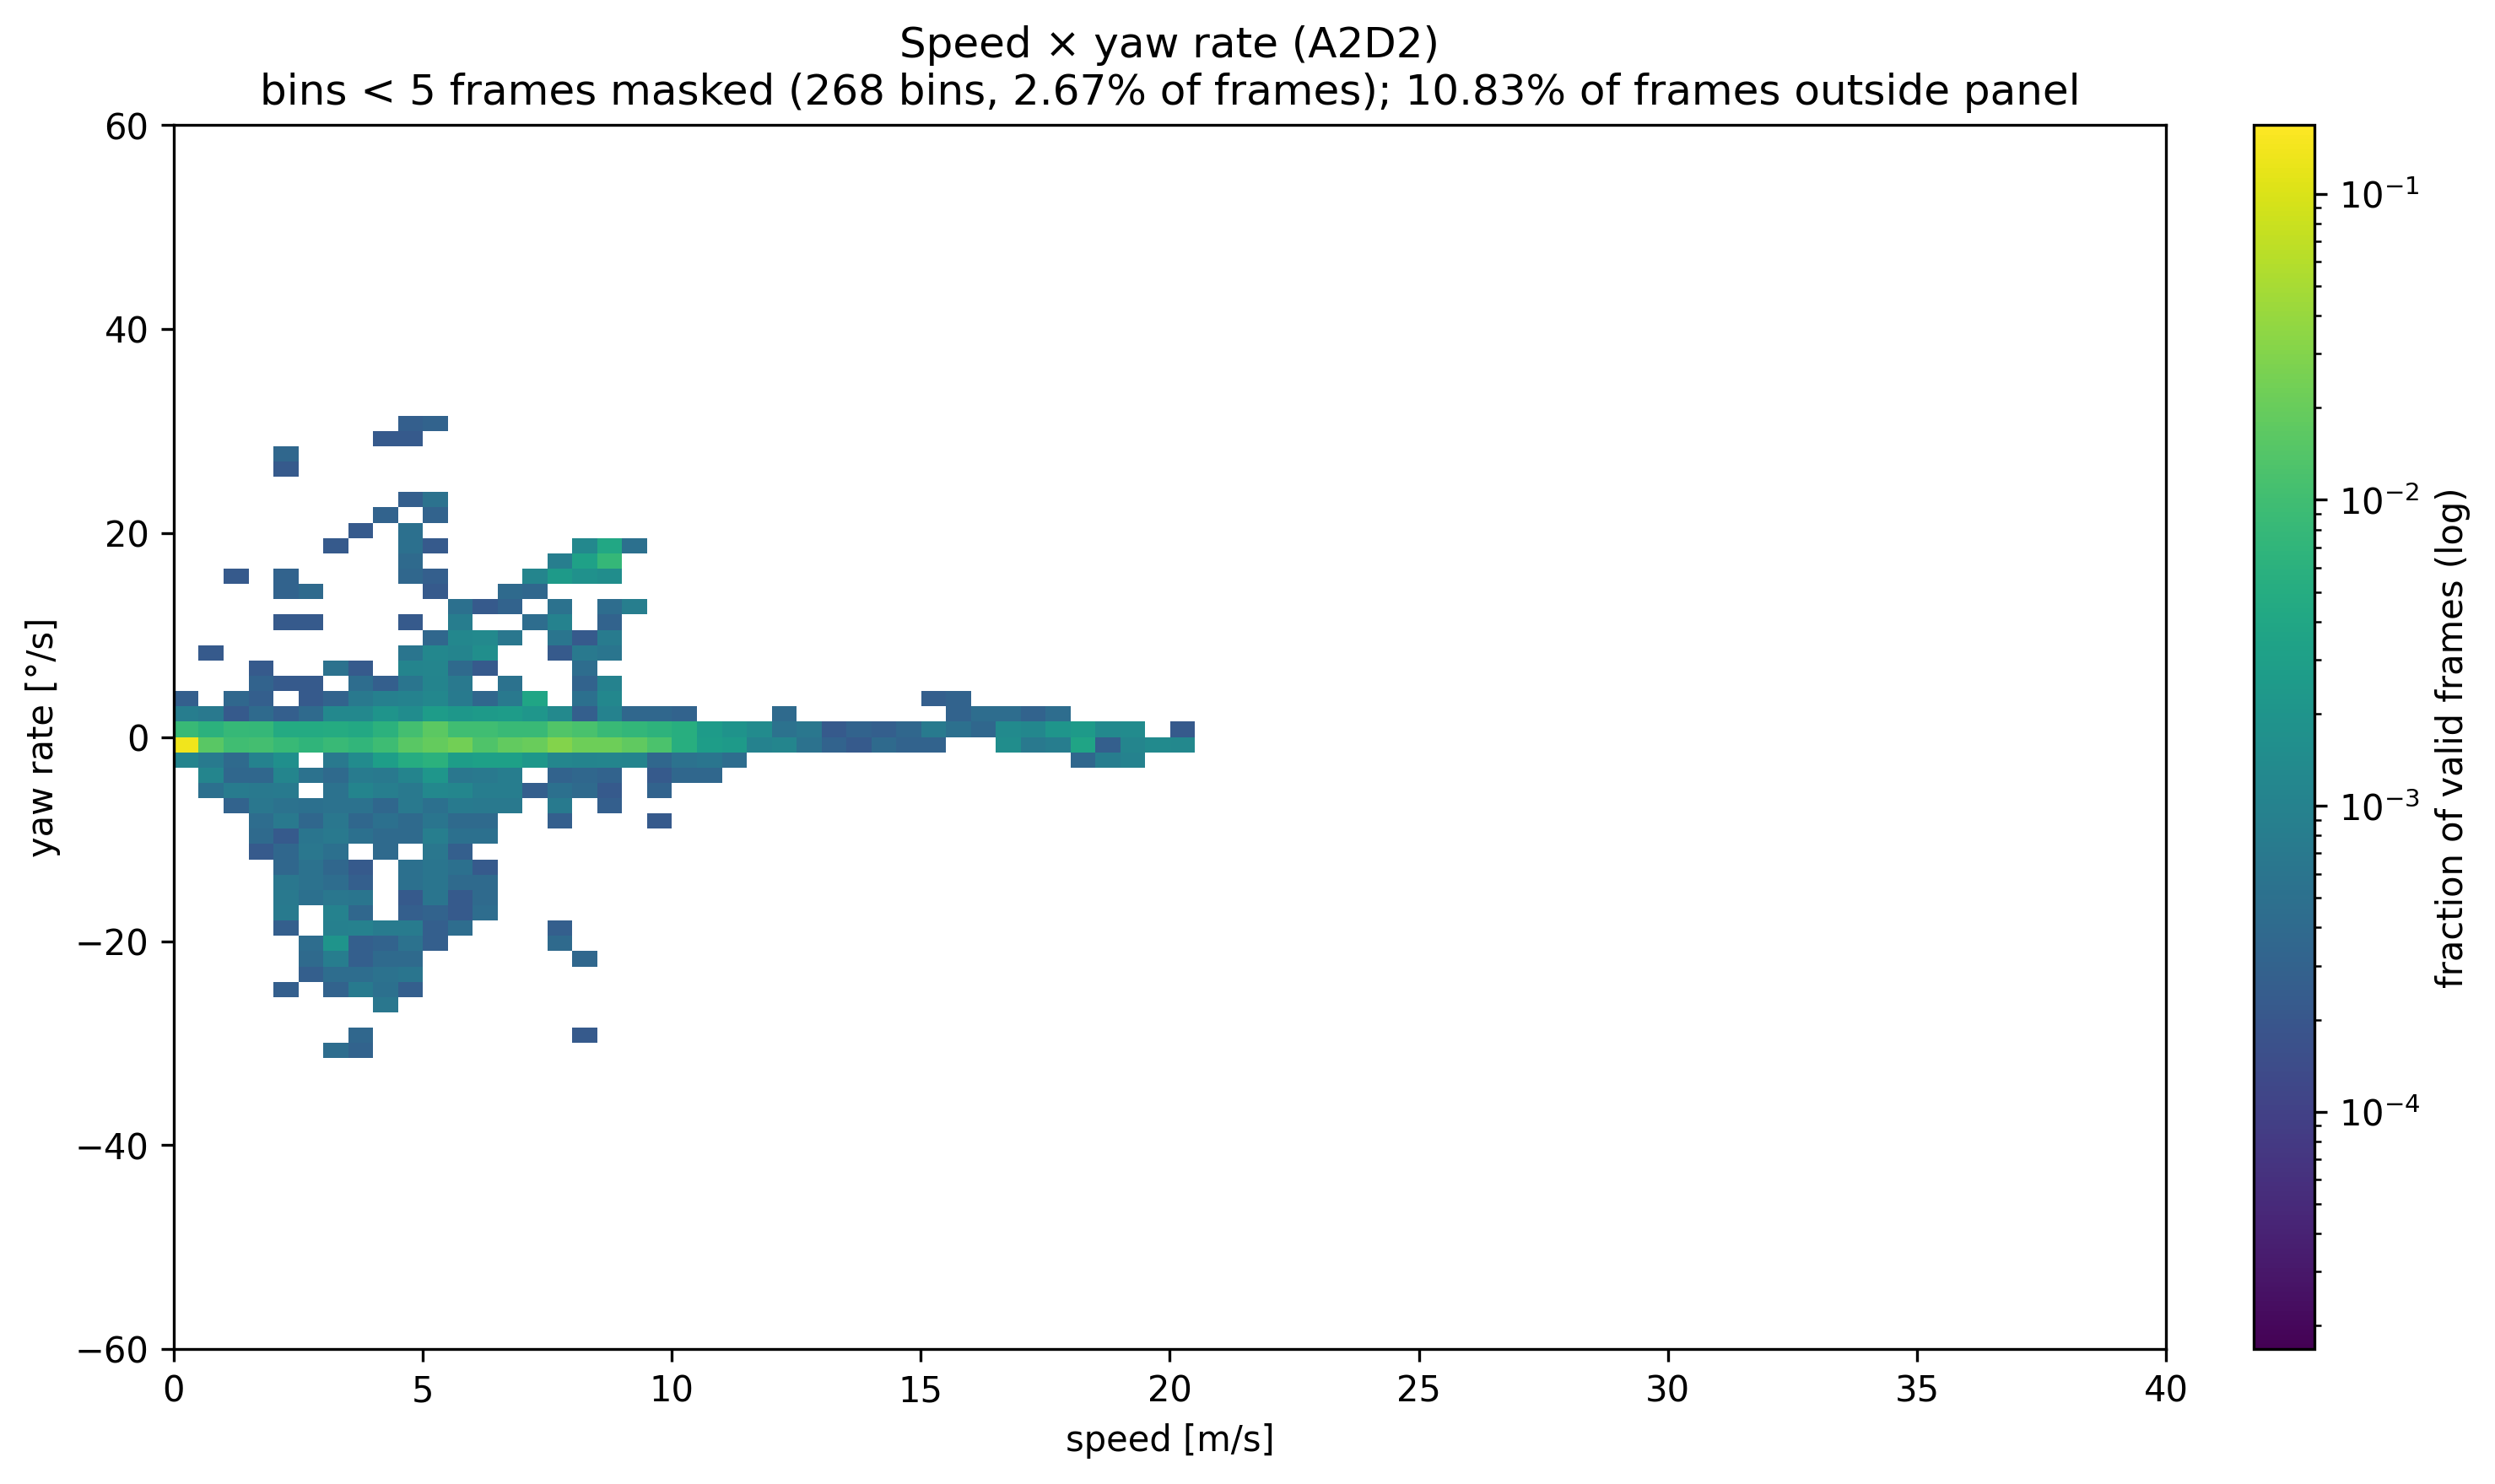 Speed × yaw rate (A2D2)
bins < 5 frames masked (268 bins, 2.67% of frames); 10.83% of frames outside panel
60
40
20
0
−20
−40
−60
yaw rate [°/s]
0 5 10 15 20 25 30 35 40
speed [m/s]
10⁻¹
10⁻²
10⁻³
10⁻⁴
fraction of valid frames (log)